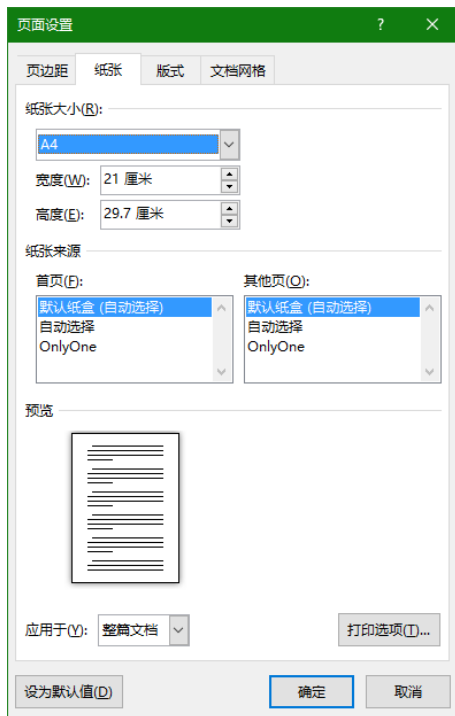 页面设置
页边距 纸张 版式 文档网格
纸张大小(R):
A4
宽度(W): 21 厘米
高度(E): 29.7 厘米
纸张来源
首页(F): 其他页(O):
默认纸盒 (自动选择) 默认纸盒 (自动选择)
自动选择 自动选择
OnlyOne OnlyOne
预览
应用于(Y): 整篇文档 打印选项(T)...
设为默认值(D) 确定 取消